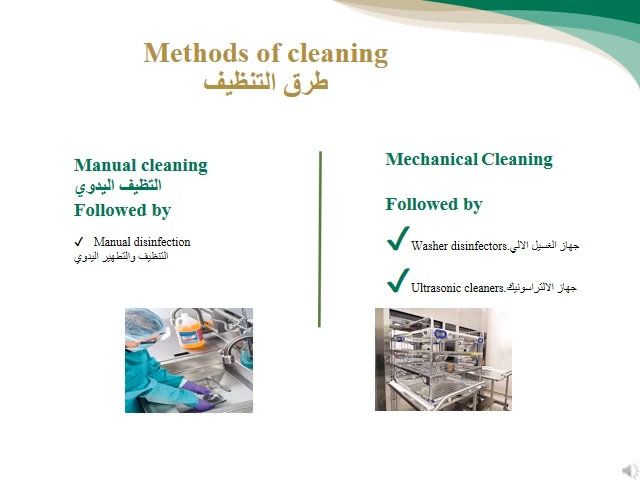 Methods of cleaning
طرق التنظيف
Manual cleaning
التظيف اليدوي
Followed by
✓ Manual disinfection
التنظيف والتطهير اليدوي
Mechanical Cleaning
Followed by
✓ Washer disinfectors.جهاز الغسيل الالي
✓ Ultrasonic cleaners.جهاز الالتراسونيك